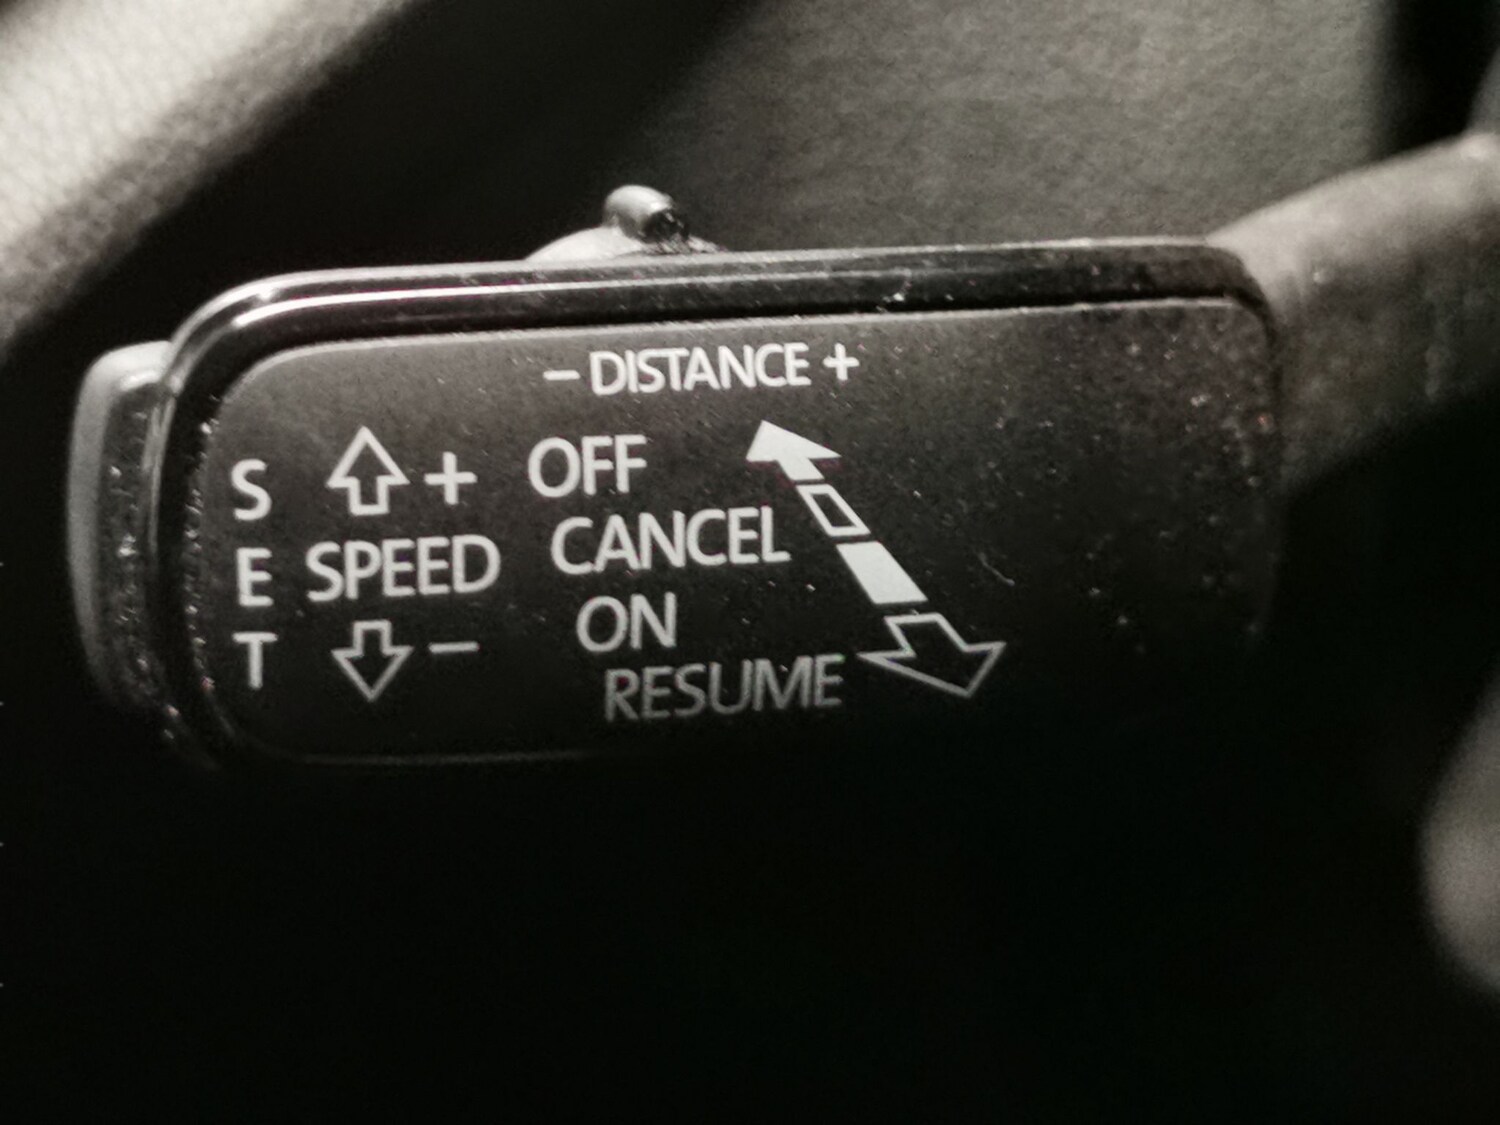 – DISTANCE +
S + OFF
E SPEED CANCEL
T – ON
RESUME